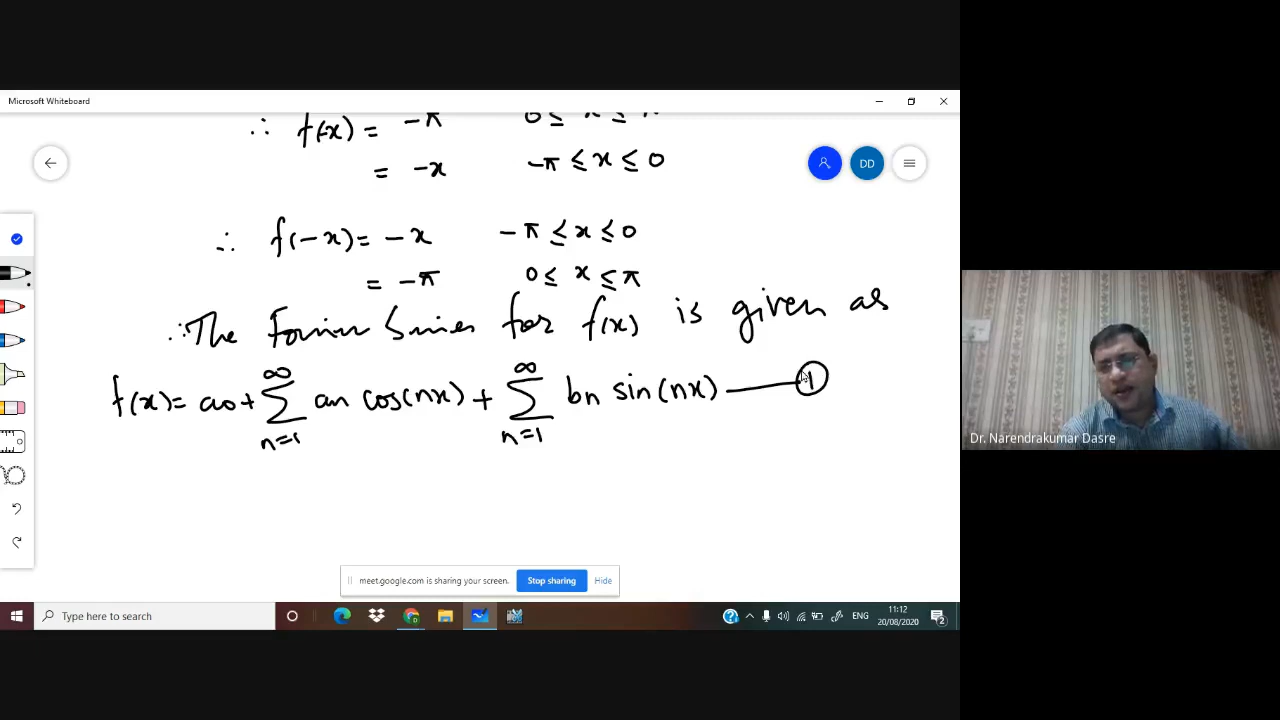 Microsoft Whiteboard
∴ f(-x) = -π 0 ≤ x ≤ π
= -x -π ≤ x ≤ 0
DD
∴ f(-x) = -x -π ≤ x ≤ 0
= -π 0 ≤ x ≤ π
∴ The Fourier Series for f(x) is given as
f(x) = a0 + ∞∑n=1 an cos(nx) + ∞∑n=1 bn sin(nx) —— ①
Dr. Narendrakumar Dasre
meet.google.com is sharing your screen. Stop sharing Hide
Type here to search
ENG
11:12
20/08/2020
2